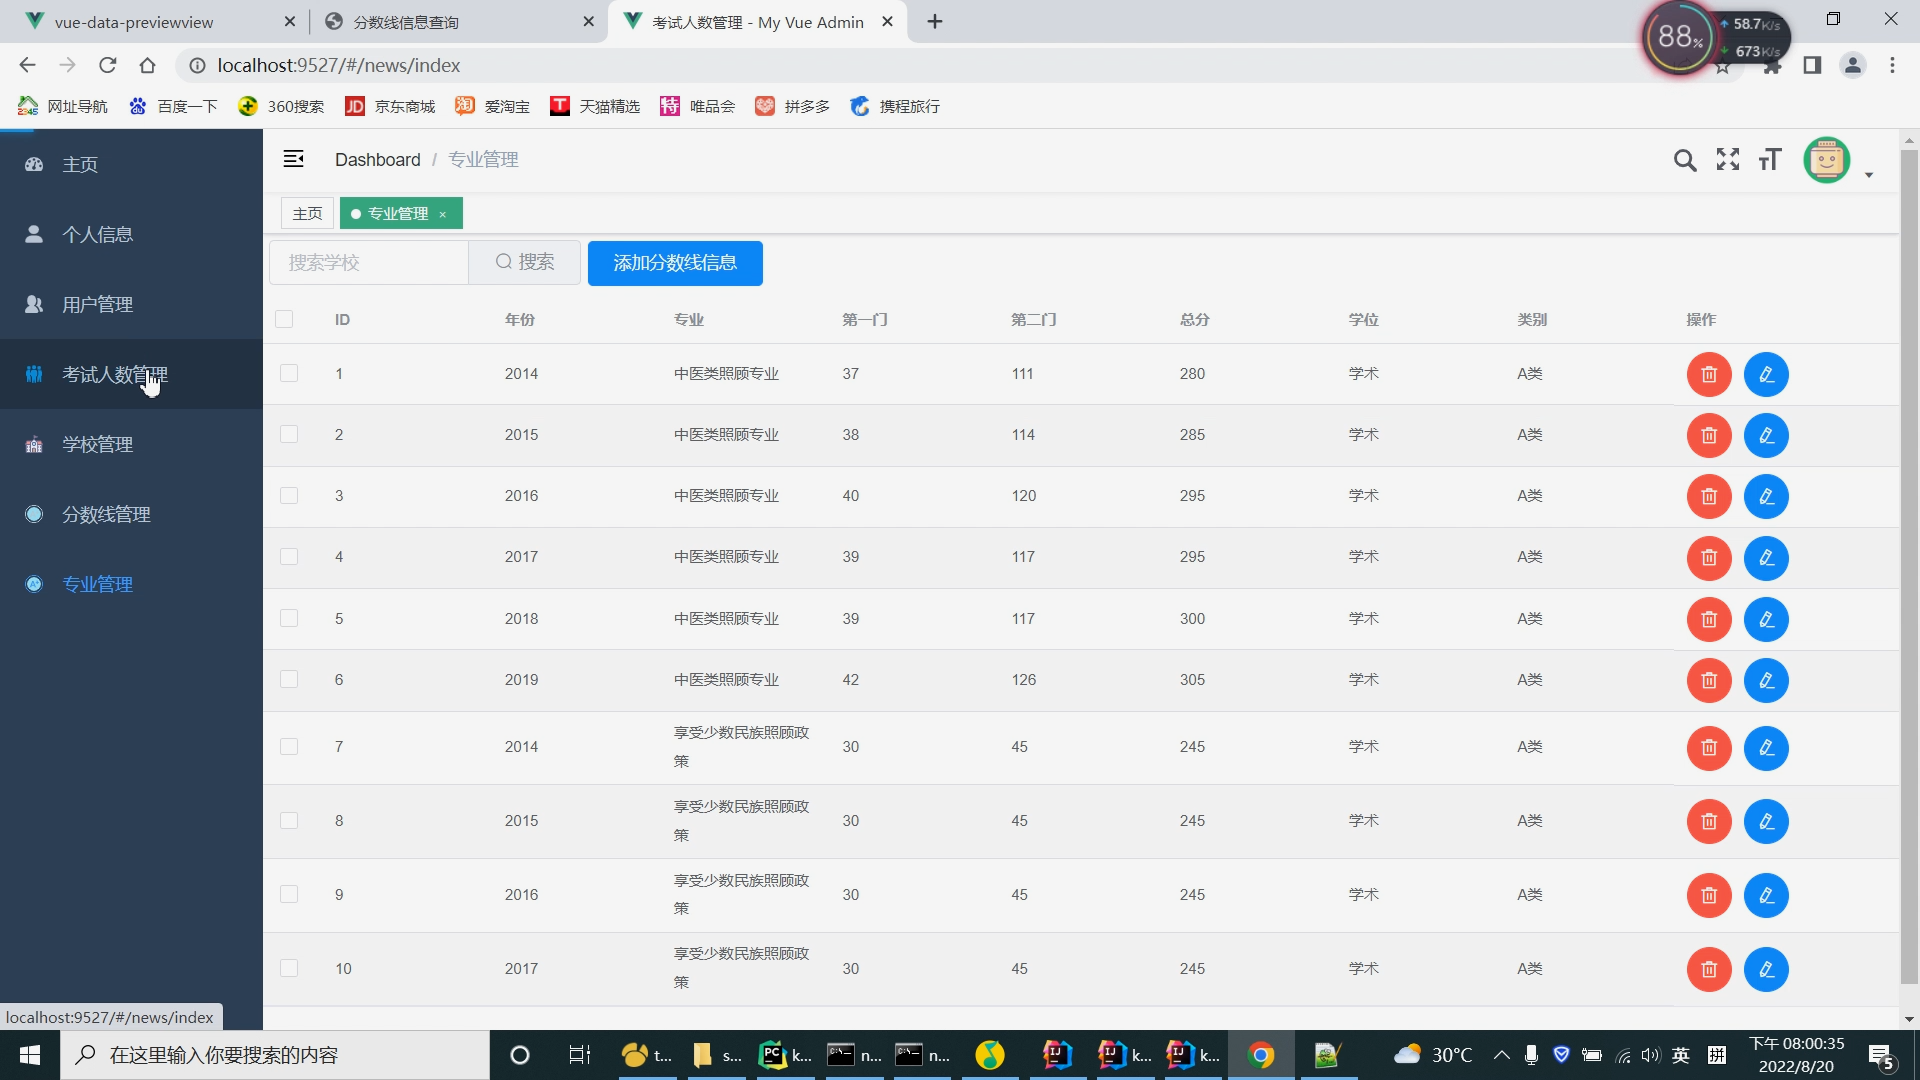 vue-data-previewview
分数线信息查询
考试人数管理 - My Vue Admin
88%
58.7K/s
673K/s
localhost:9527/#/news/index
网址导航
百度一下
360搜索
京东商城
爱淘宝
天猫精选
唯品会
拼多多
携程旅行
主页
个人信息
用户管理
考试人数管理
学校管理
分数线管理
专业管理
Dashboard / 专业管理
主页
专业管理 ×
搜索学校
搜索
添加分数线信息
ID 年份 专业 第一门 第二门 总分 学位 类别 操作
1 2014 中医类照顾专业 37 111 280 学术 A类
2 2015 中医类照顾专业 38 114 285 学术 A类
3 2016 中医类照顾专业 40 120 295 学术 A类
4 2017 中医类照顾专业 39 117 295 学术 A类
5 2018 中医类照顾专业 39 117 300 学术 A类
6 2019 中医类照顾专业 42 126 305 学术 A类
7 2014 享受少数民族照顾政 30 45 245 学术 A类
策
8 2015 享受少数民族照顾政 30 45 245 学术 A类
策
9 2016 享受少数民族照顾政 30 45 245 学术 A类
策
10 2017 享受少数民族照顾政 30 45 245 学术 A类
策
localhost:9527/#/news/index
在这里输入你要搜索的内容
t...
s...
k...
n...
n...
k...
k...
30°C
英
拼
下午 08:00:35
2022/8/20
5